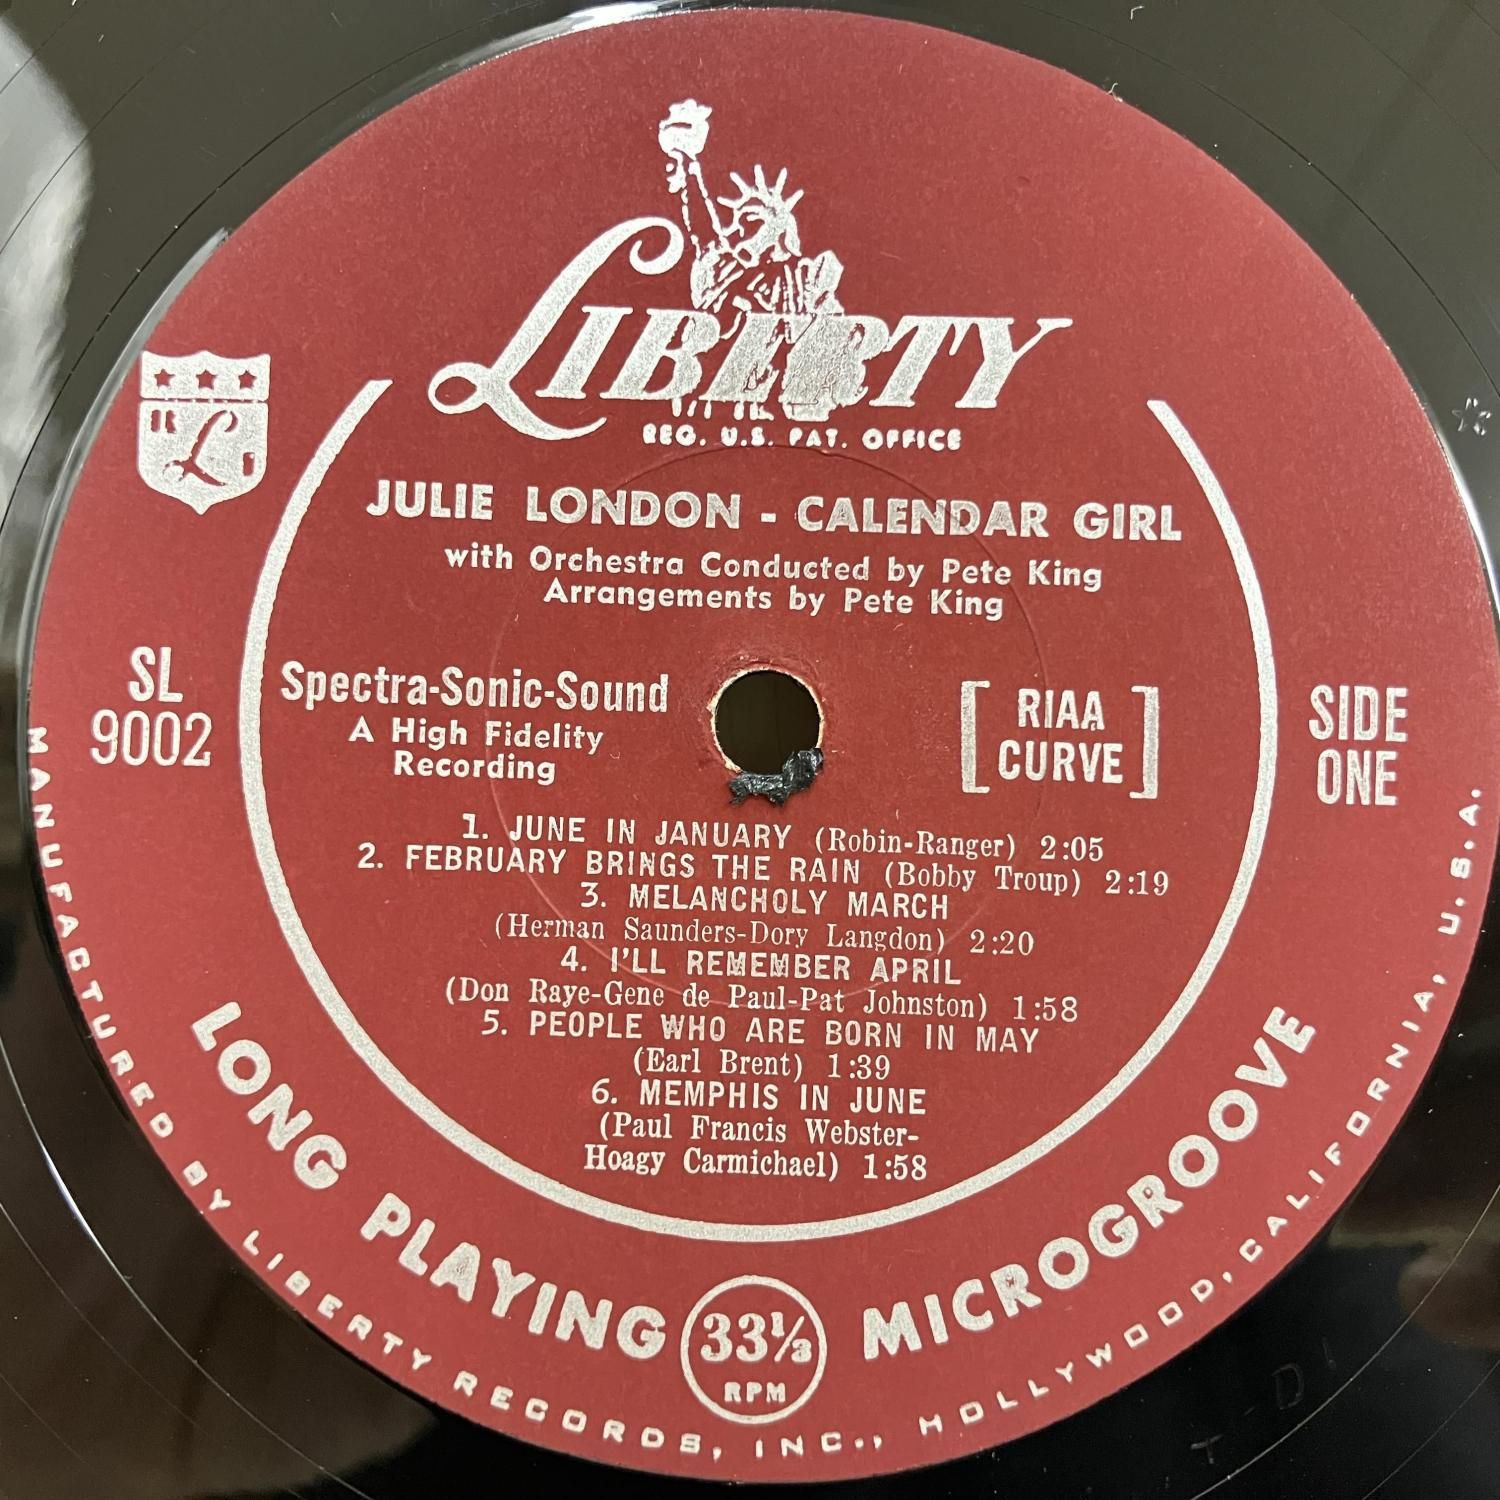 LIBERTY
REG. U.S. PAT. OFFICE
JULIE LONDON - CALENDAR GIRL
with Orchestra Conducted by Pete King
Arrangements by Pete King
SL
9002
Spectra-Sonic-Sound
A High Fidelity
Recording
[RIAA
CURVE]
SIDE
ONE
1. JUNE IN JANUARY (Robin-Ranger) 2:05
2. FEBRUARY BRINGS THE RAIN (Bobby Troup) 2:19
3. MELANCHOLY MARCH
(Herman Saunders-Dory Langdon) 2:20
4. I'LL REMEMBER APRIL
(Don Raye-Gene de Paul-Pat Johnston) 1:58
5. PEOPLE WHO ARE BORN IN MAY
(Earl Brent) 1:39
6. MEMPHIS IN JUNE
(Paul Francis Webster-
Hoagy Carmichael) 1:58
LONG PLAYING 33⅓ RPM MICROGROOVE
MANUFACTURED BY LIBERTY RECORDS, INC., HOLLYWOOD, CALIFORNIA, U.S.A.